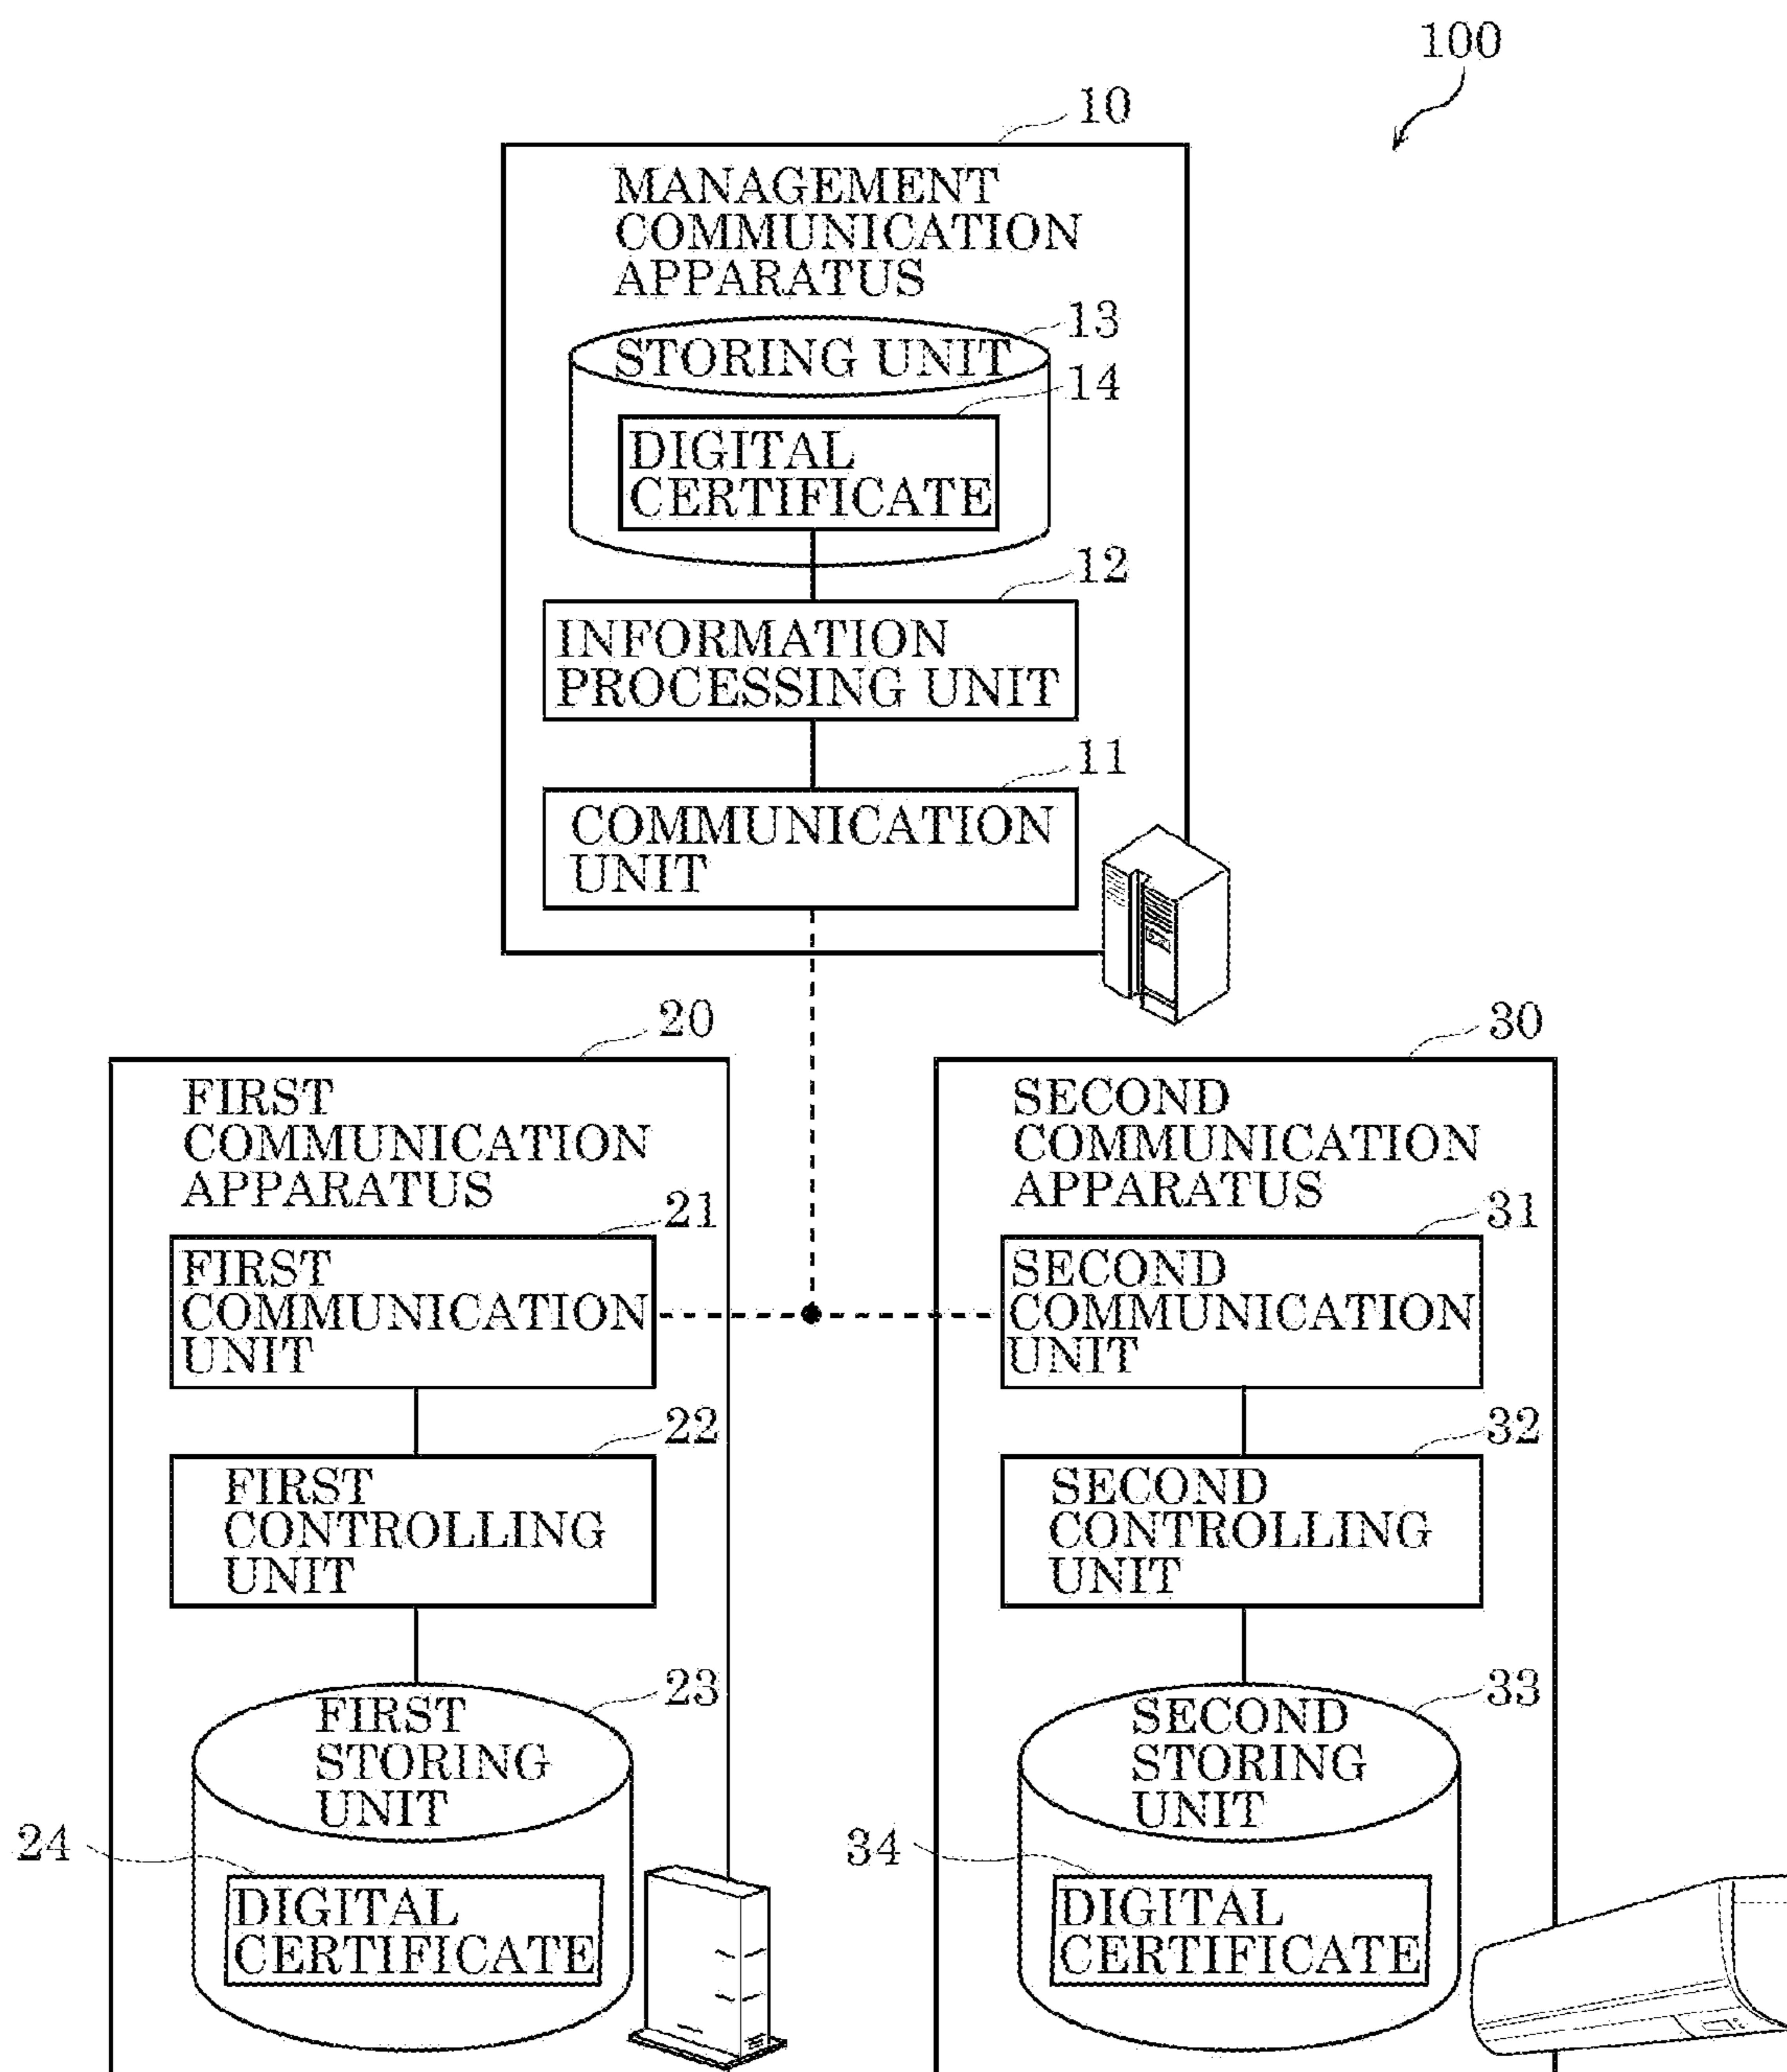 100
10
MANAGEMENT
COMMUNICATION
APPARATUS
13
STORING UNIT
14
DIGITAL
CERTIFICATE
12
INFORMATION
PROCESSING UNIT
11
COMMUNICATION
UNIT
20
FIRST
COMMUNICATION
APPARATUS
21
FIRST
COMMUNICATION
UNIT
22
FIRST
CONTROLLING
UNIT
23
FIRST
STORING
UNIT
24
DIGITAL
CERTIFICATE
30
SECOND
COMMUNICATION
APPARATUS
31
SECOND
COMMUNICATION
UNIT
32
SECOND
CONTROLLING
UNIT
33
SECOND
STORING
UNIT
34
DIGITAL
CERTIFICATE